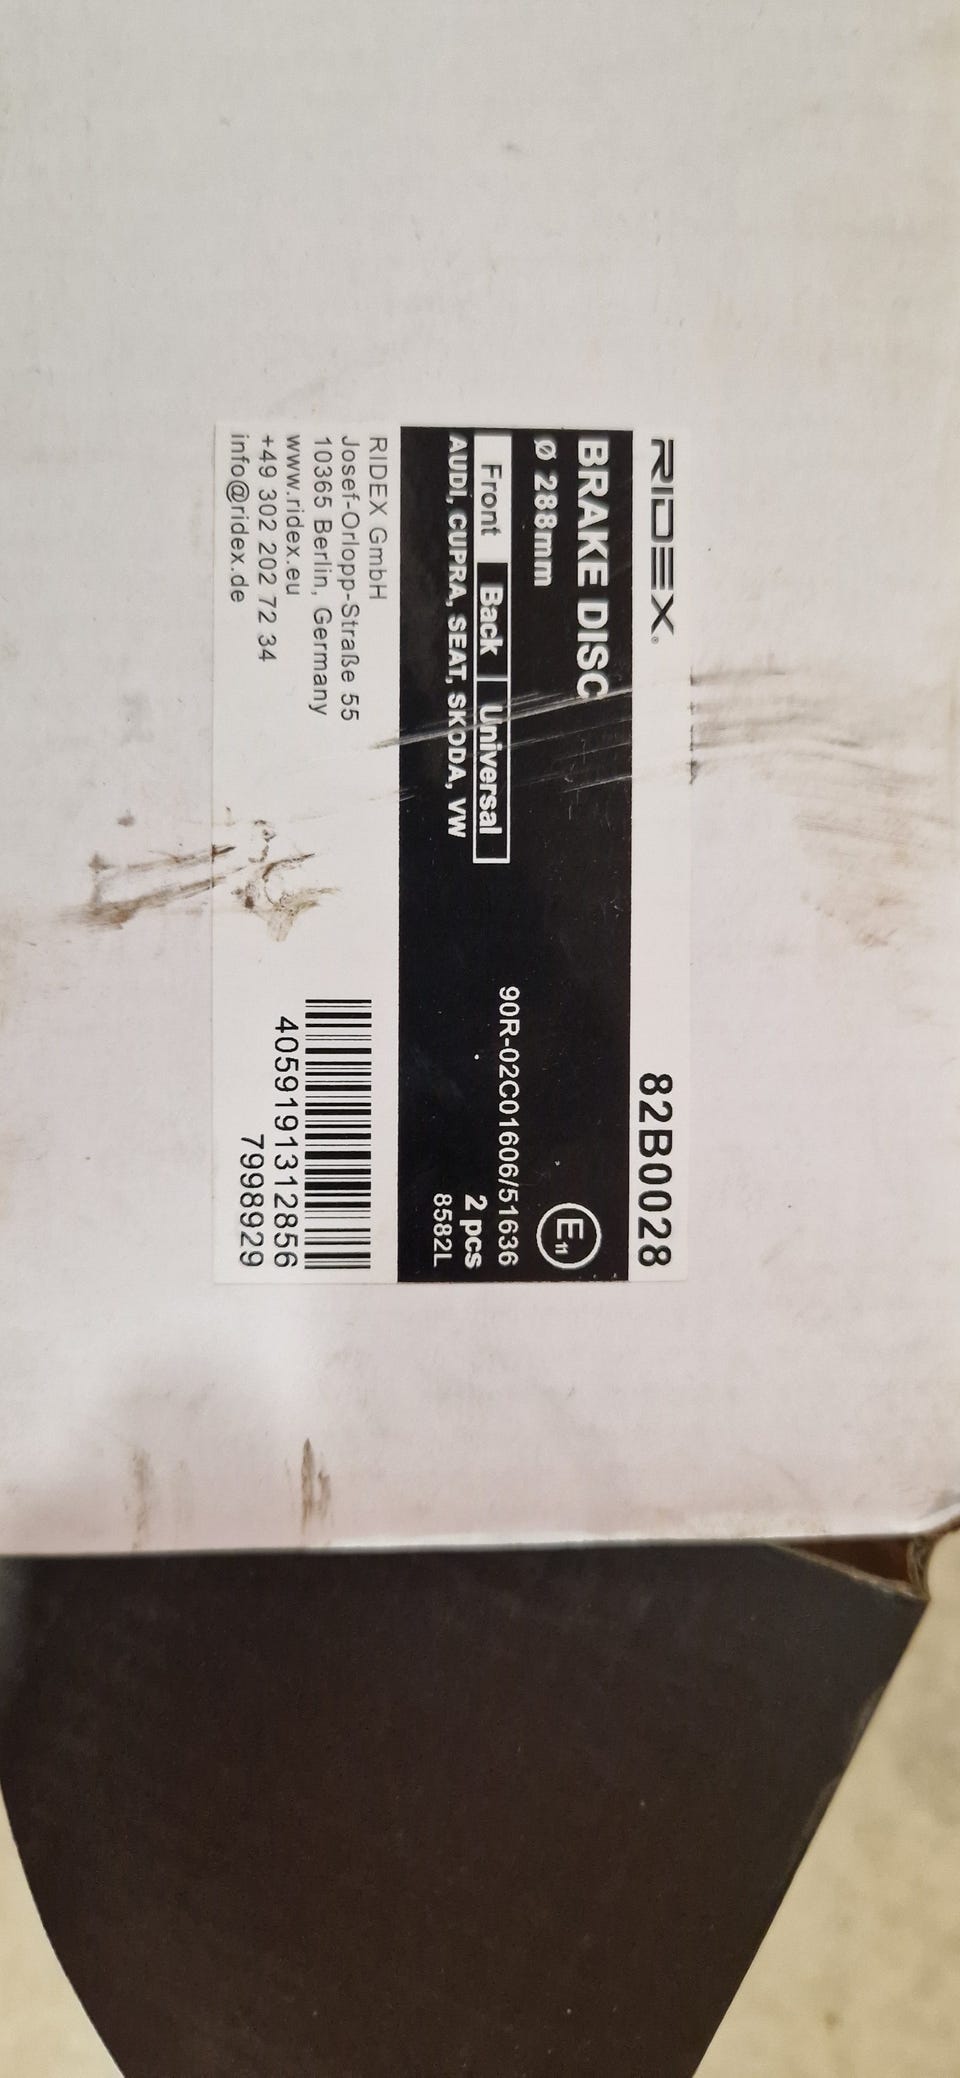 RIDEX®
82B0028
BRAKE DISC
Ø 288mm
E11
90R-02C01606/51636
Front Back Universal
2 pcs
AUDI, CUPRA, SEAT, SKODA, VW
8582L
RIDEX GmbH
Josef-Orlopp-Straße 55
10365 Berlin, Germany
www.ridex.eu
+49 302 202 72 34
info@ridex.de
4059191312856
7998929